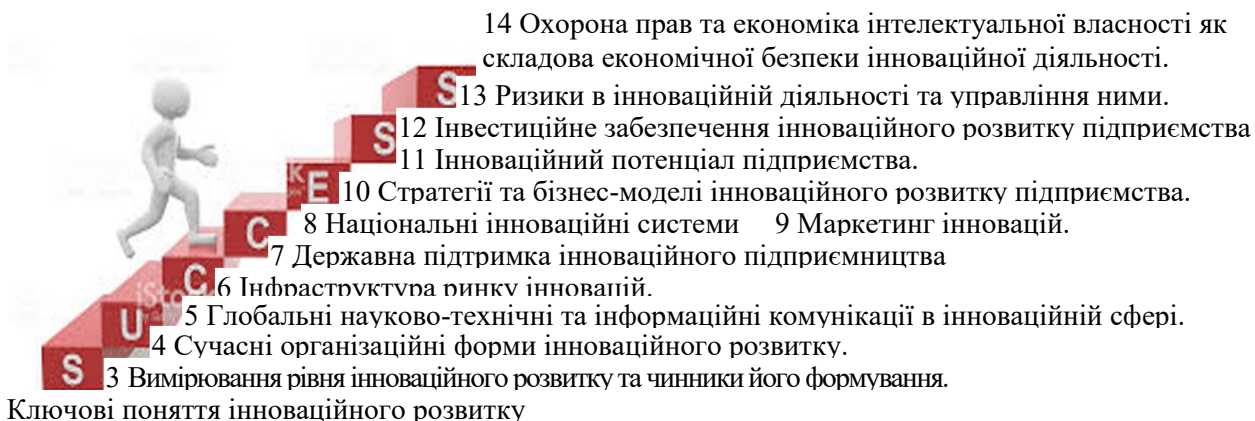 14 Охорона прав та економіка інтелектуальної власності як
складова економічної безпеки інноваційної діяльності.
13 Ризики в інноваційній діяльності та управління ними.
12 Інвестиційне забезпечення інноваційного розвитку підприємства
11 Інноваційний потенціал підприємства.
10 Стратегії та бізнес-моделі інноваційного розвитку підприємства.
8 Національні інноваційні системи 9 Маркетинг інновацій.
7 Державна підтримка інноваційного підприємництва
6 Інфраструктура ринку інновацій.
5 Глобальні науково-технічні та інформаційні комунікації в інноваційній сфері.
4 Сучасні організаційні форми інноваційного розвитку.
3 Вимірювання рівня інноваційного розвитку та чинники його формування.
Ключові поняття інноваційного розвитку
S
U
C
C
E
S
S